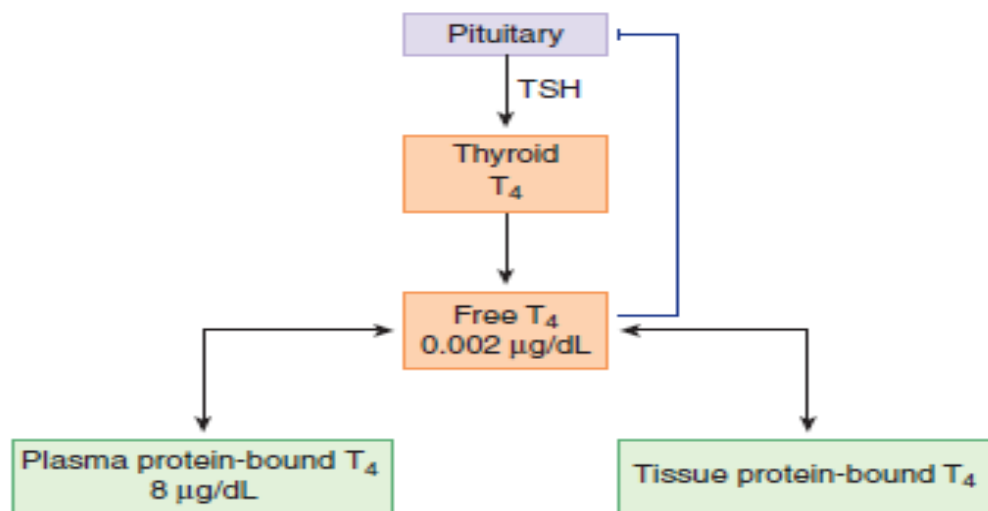 Pituitary
TSH
Thyroid
T₄
Free T₄
0.002 μg/dL
Plasma protein-bound T₄
8 μg/dL
Tissue protein-bound T₄